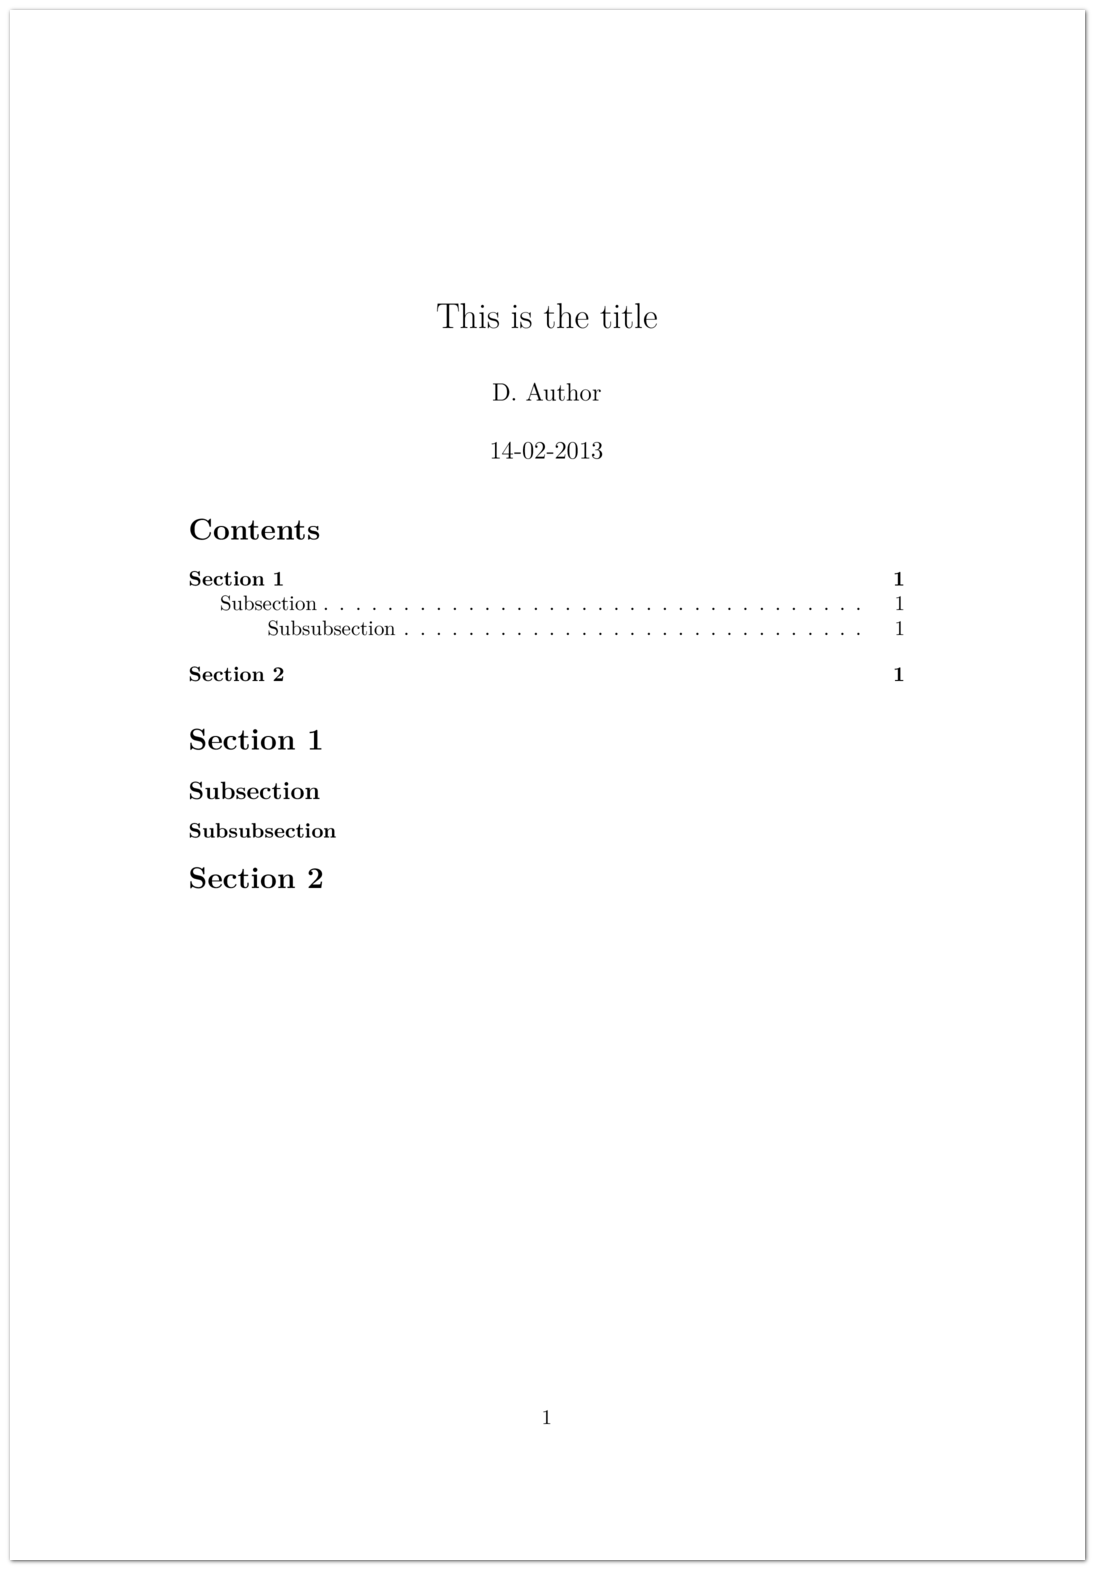 This is the title
D. Author
14-02-2013
Contents
Section 1 1
Subsection . . . . . . . . . . . . . . . . . . . . . . . . . . . . . . . . . . 1
Subsubsection . . . . . . . . . . . . . . . . . . . . . . . . . . . . . 1
Section 2 1
Section 1
Subsection
Subsubsection
Section 2
1